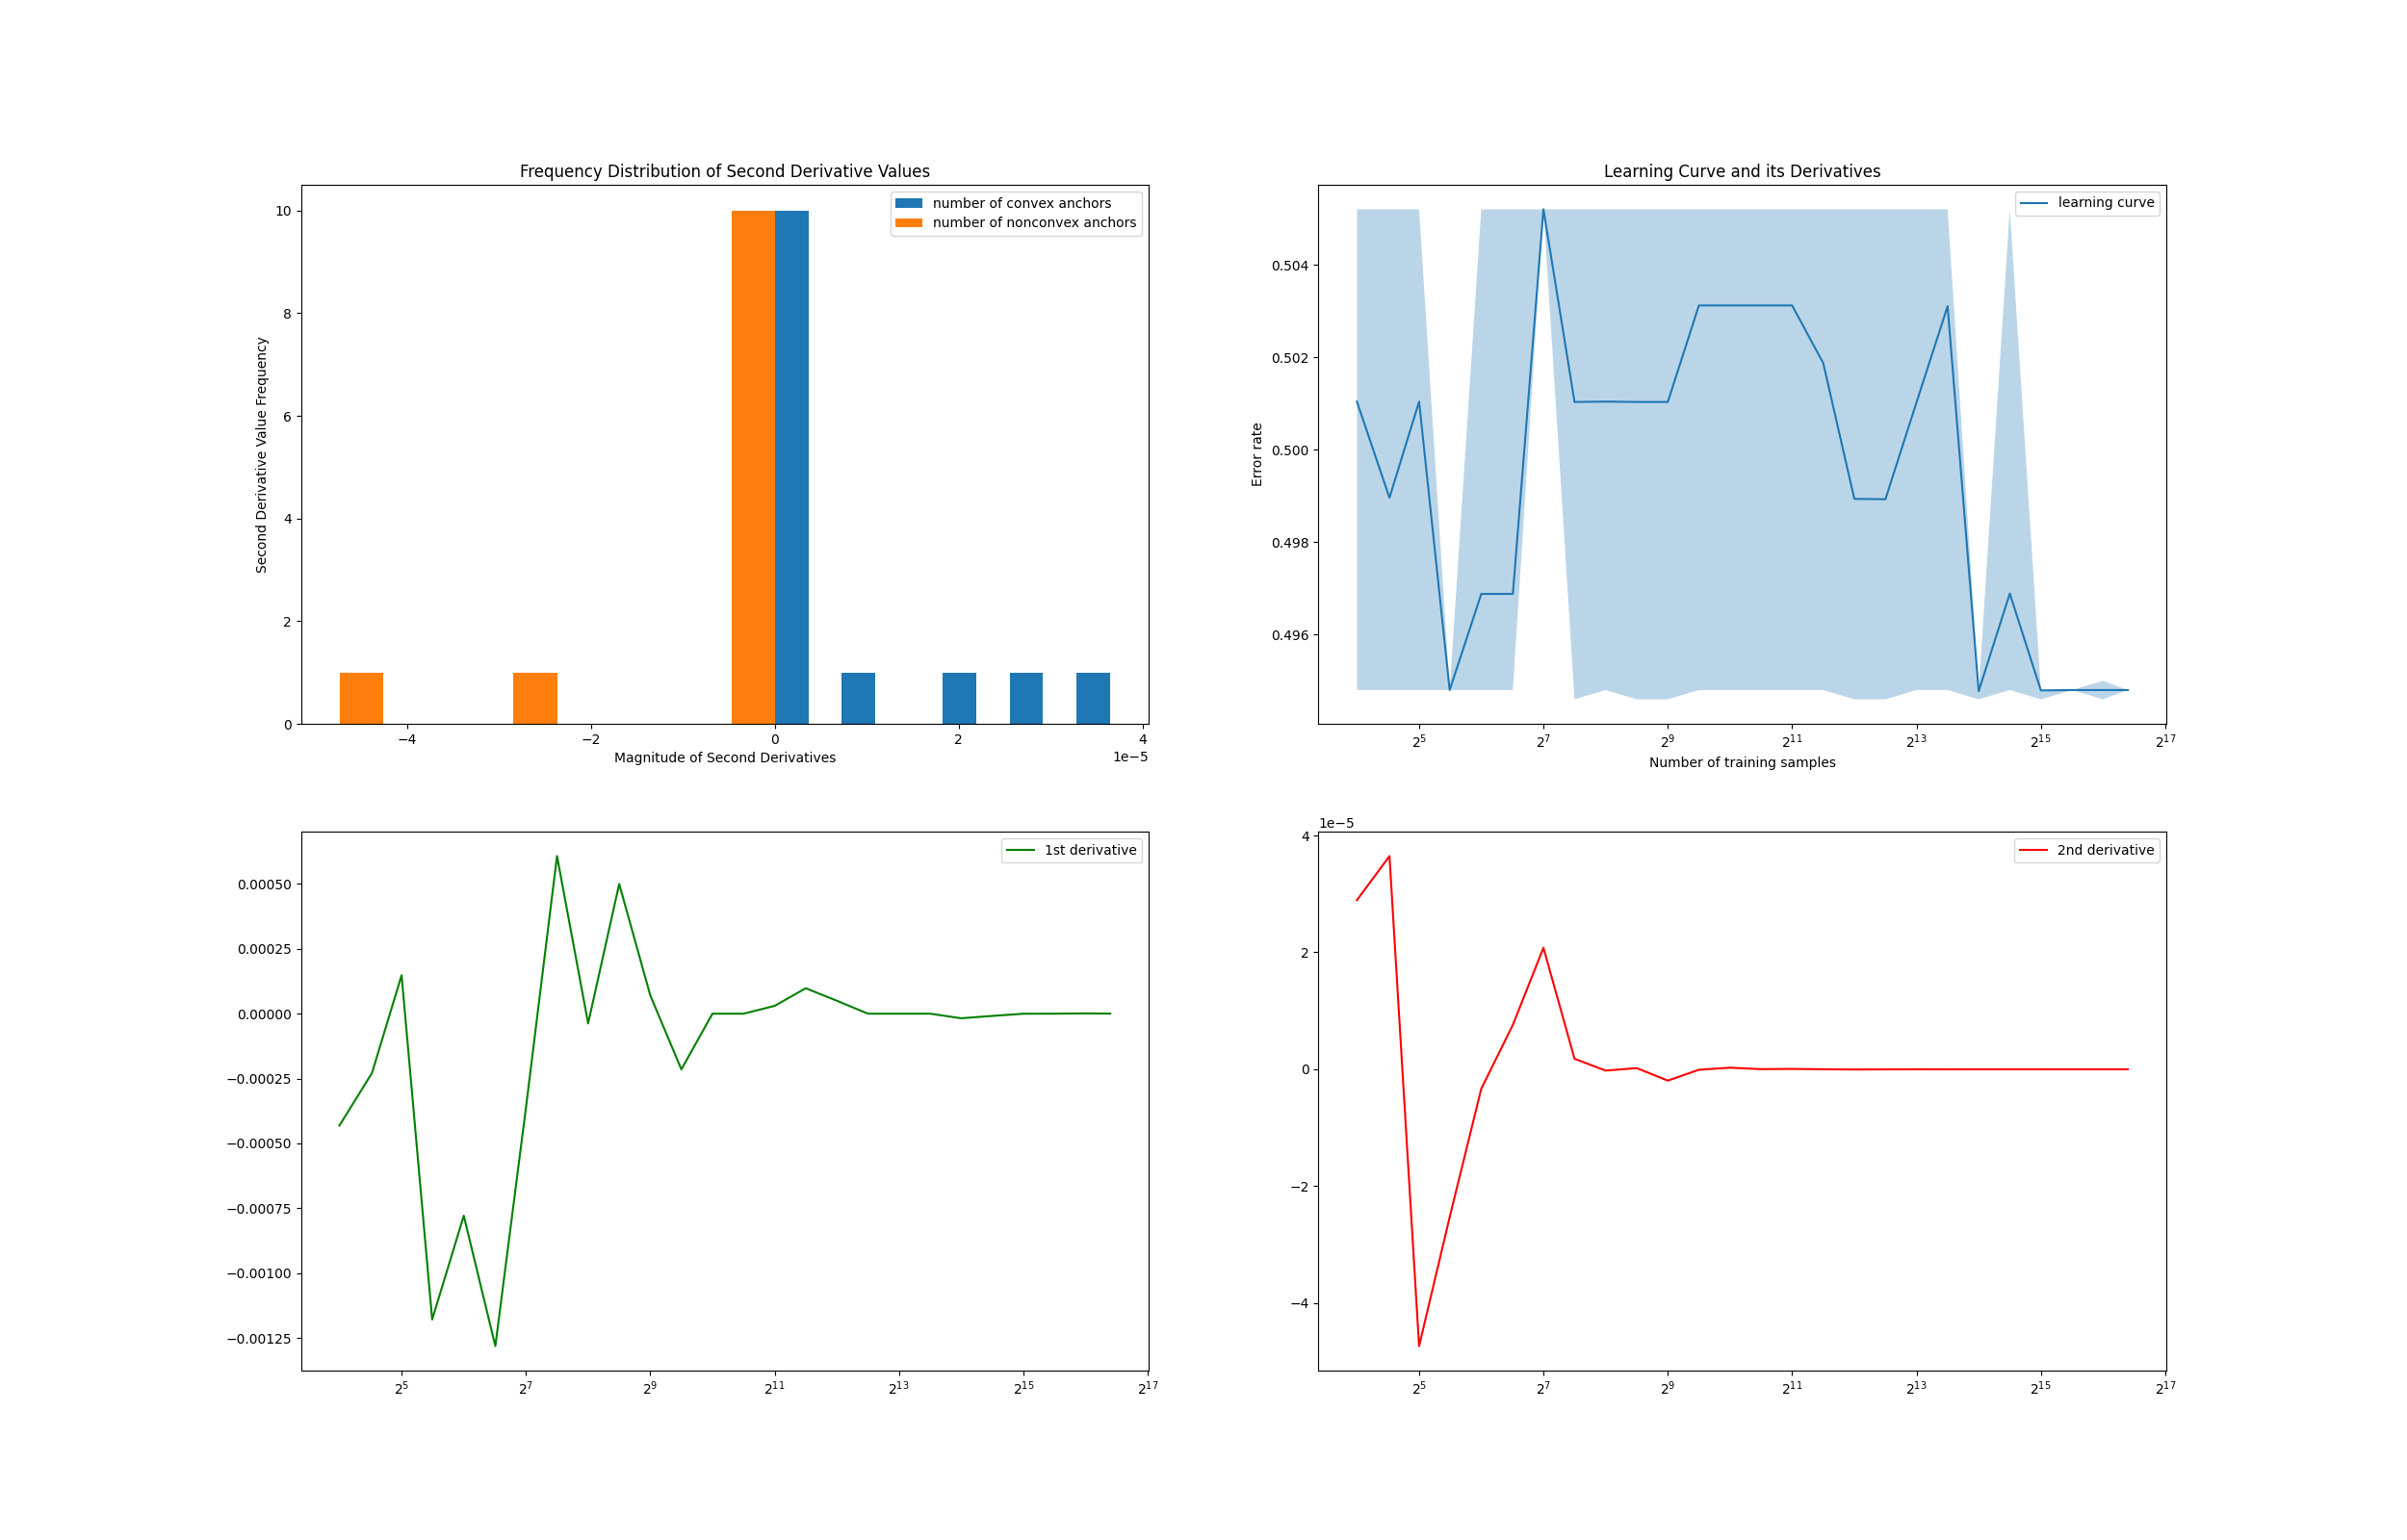 Frequency Distribution of Second Derivative Values
number of convex anchors
number of nonconvex anchors
Second Derivative Value Frequency
10
8
6
4
2
0
−4 −2 0 2 4
1e−5
Magnitude of Second Derivatives
Learning Curve and its Derivatives
learning curve
Error rate
0.504
0.502
0.500
0.498
0.496
2^5 2^7 2^9 2^11 2^13 2^15 2^17
Number of training samples
1st derivative
0.00050
0.00025
0.00000
−0.00025
−0.00050
−0.00075
−0.00100
−0.00125
2^5 2^7 2^9 2^11 2^13 2^15 2^17
1e−5
2nd derivative
4
2
0
−2
−4
2^5 2^7 2^9 2^11 2^13 2^15 2^17